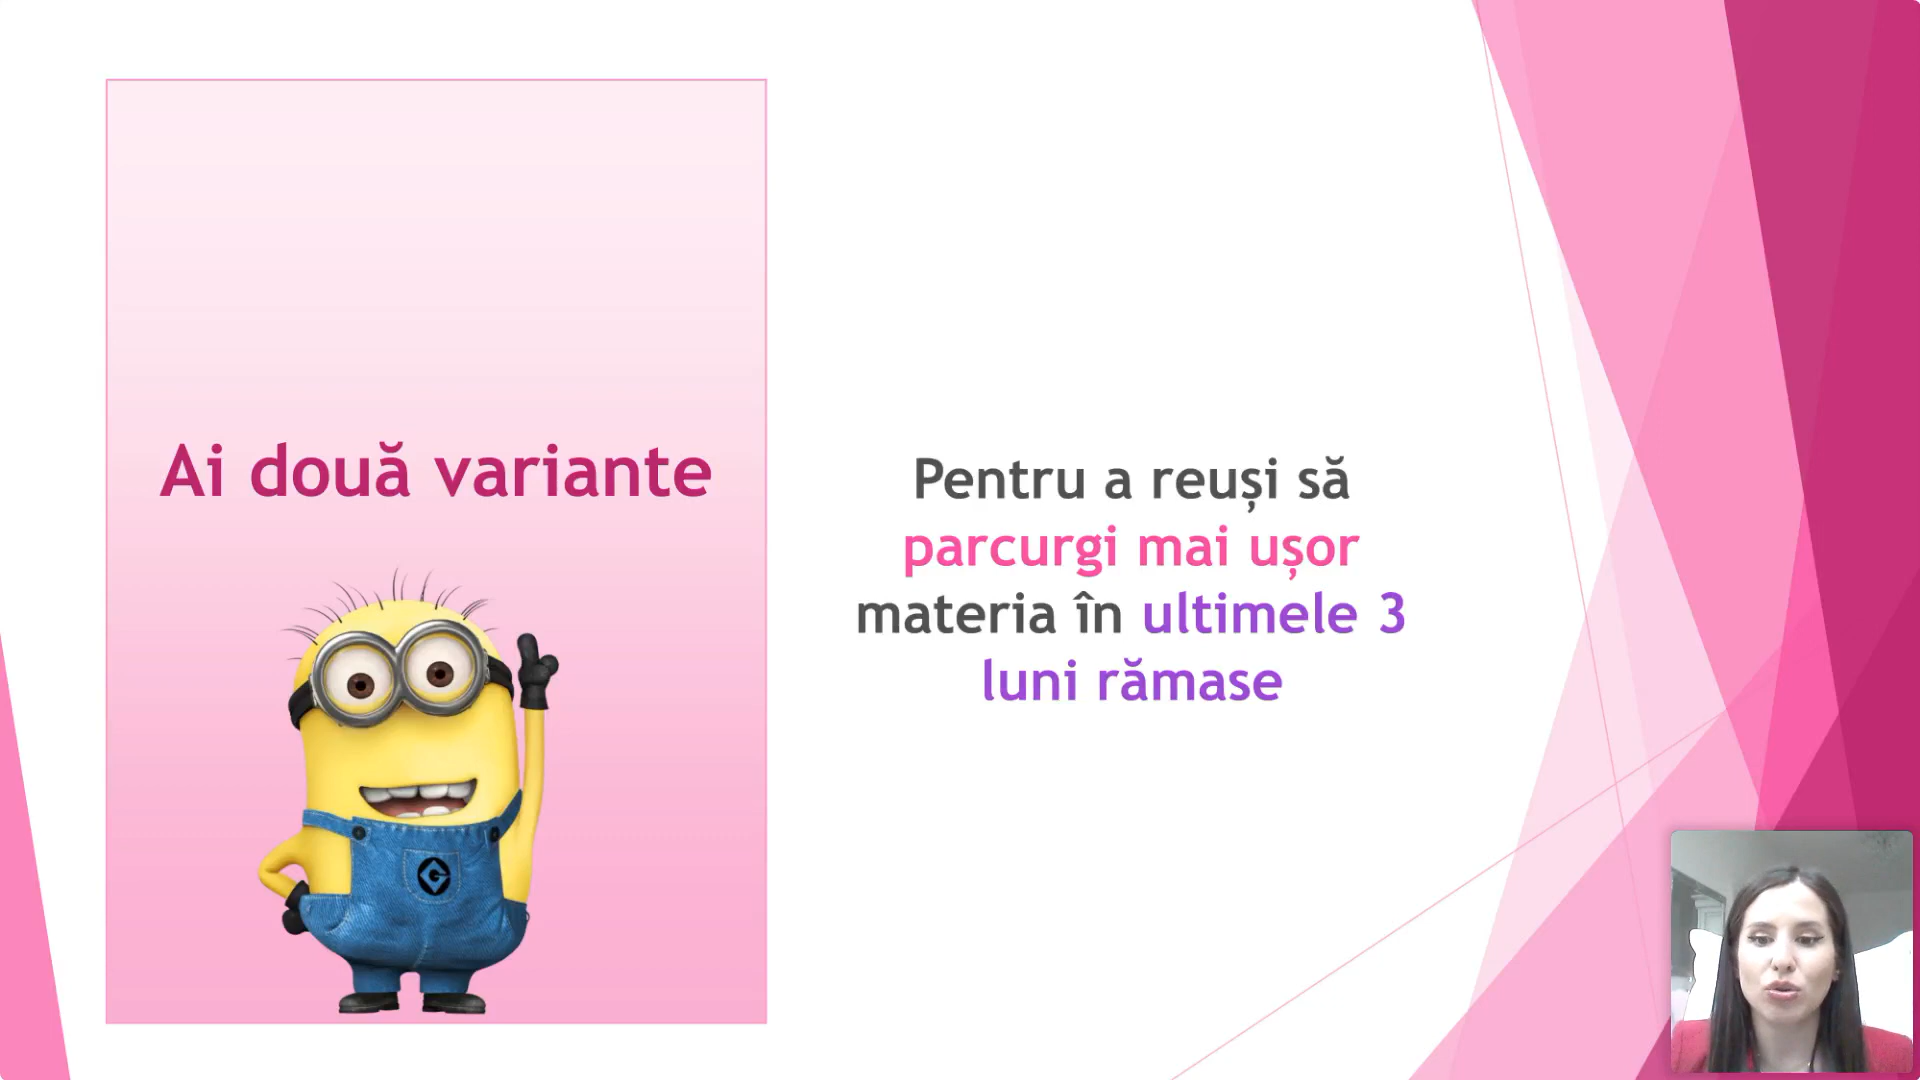 Ai două variante
Pentru a reuși să
parcurgi mai ușor
materia în ultimele 3
luni rămase